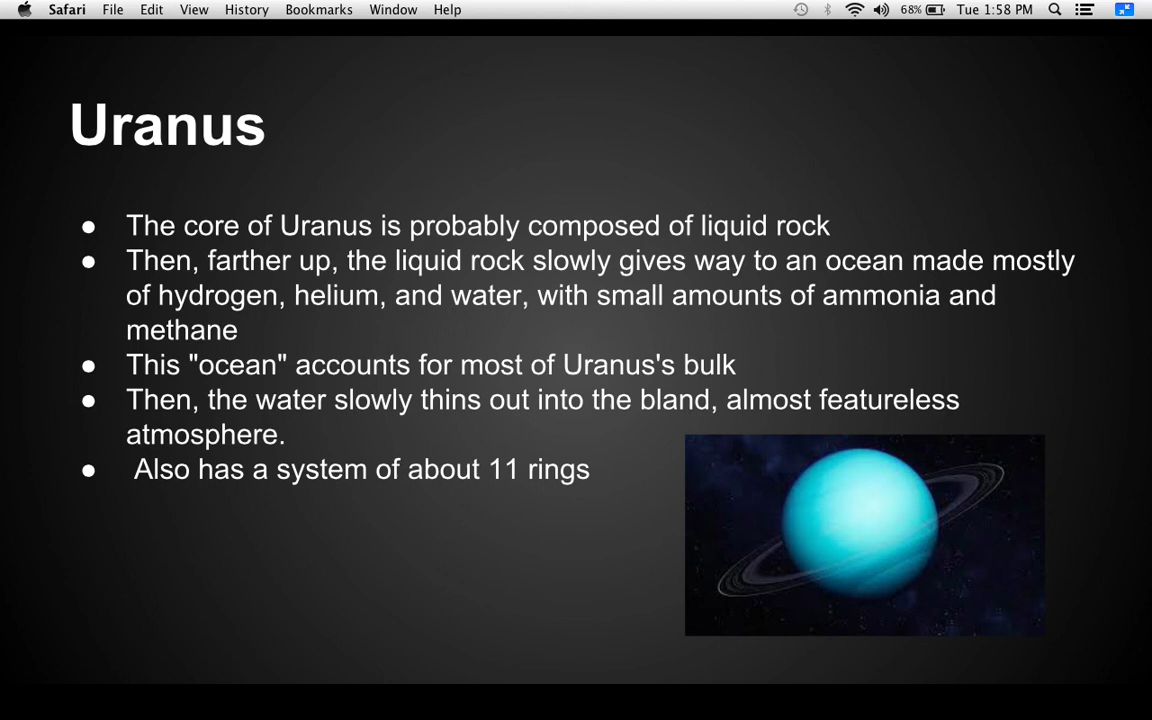 Safari File Edit View History Bookmarks Window Help 68% Tue 1:58 PM
Uranus
● The core of Uranus is probably composed of liquid rock
● Then, farther up, the liquid rock slowly gives way to an ocean made mostly
of hydrogen, helium, and water, with small amounts of ammonia and
methane
● This "ocean" accounts for most of Uranus's bulk
● Then, the water slowly thins out into the bland, almost featureless
atmosphere.
● Also has a system of about 11 rings